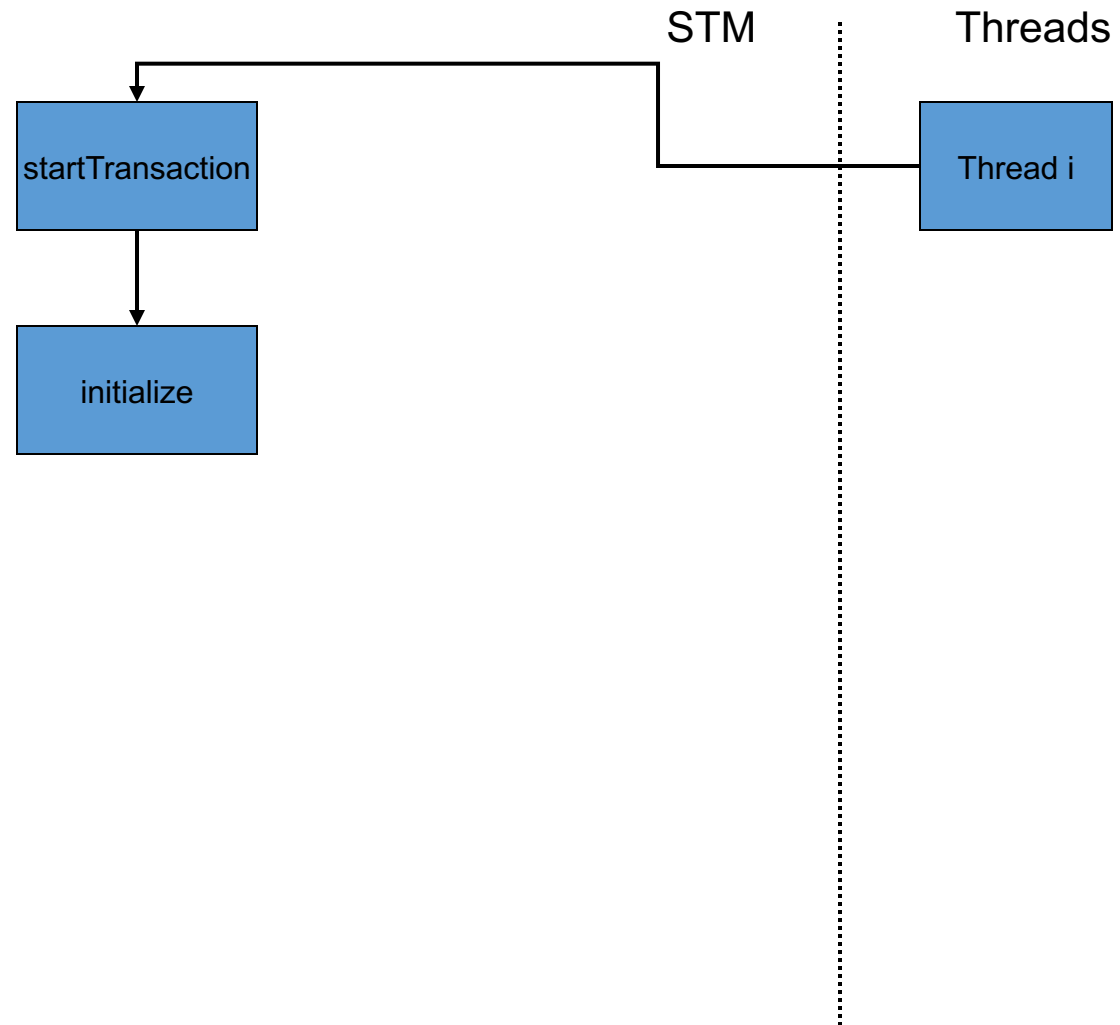 STM
Threads
startTransaction
Thread i
initialize